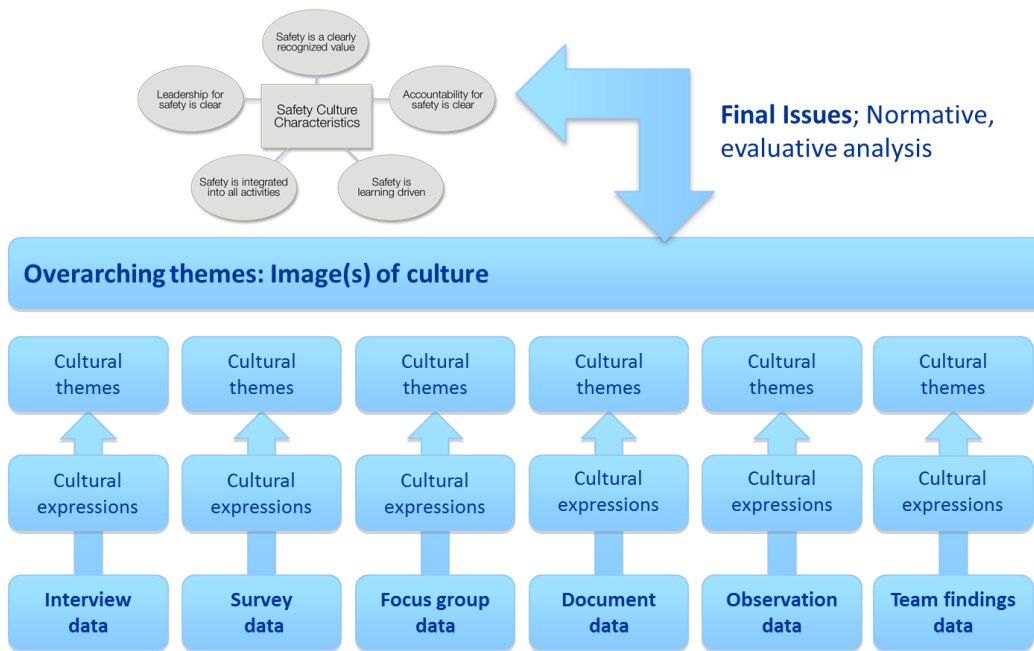 Safety is a clearly
recognized value
Leadership for
safety is clear
Safety Culture
Characteristics
Accountability for
safety is clear
Safety is integrated
into all activities
Safety is
learning driven
Final Issues; Normative,
evaluative analysis
Overarching themes: Image(s) of culture
Cultural
themes
Cultural
themes
Cultural
themes
Cultural
themes
Cultural
themes
Cultural
themes
Cultural
expressions
Cultural
expressions
Cultural
expressions
Cultural
expressions
Cultural
expressions
Cultural
expressions
Interview
data
Survey
data
Focus group
data
Document
data
Observation
data
Team findings
data